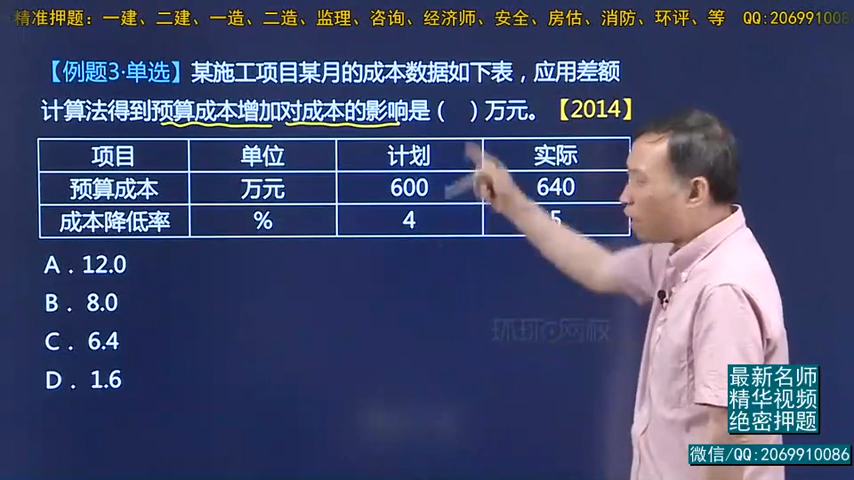 精准押题：一建、二建、一造、二造、监理、咨询、经济师、安全、房估、消防、环评、等 QQ:2069910086
【例题3·单选】某施工项目某月的成本数据如下表，应用差额
计算法得到预算成本增加对成本的影响是（ ）万元。【2014】
项目 单位 计划 实际
预算成本 万元 600 640
成本降低率 % 4 5
A．12.0
B．8.0
C．6.4
D．1.6
环球网校
最新名师
精华视频
绝密押题
微信/QQ:2069910086